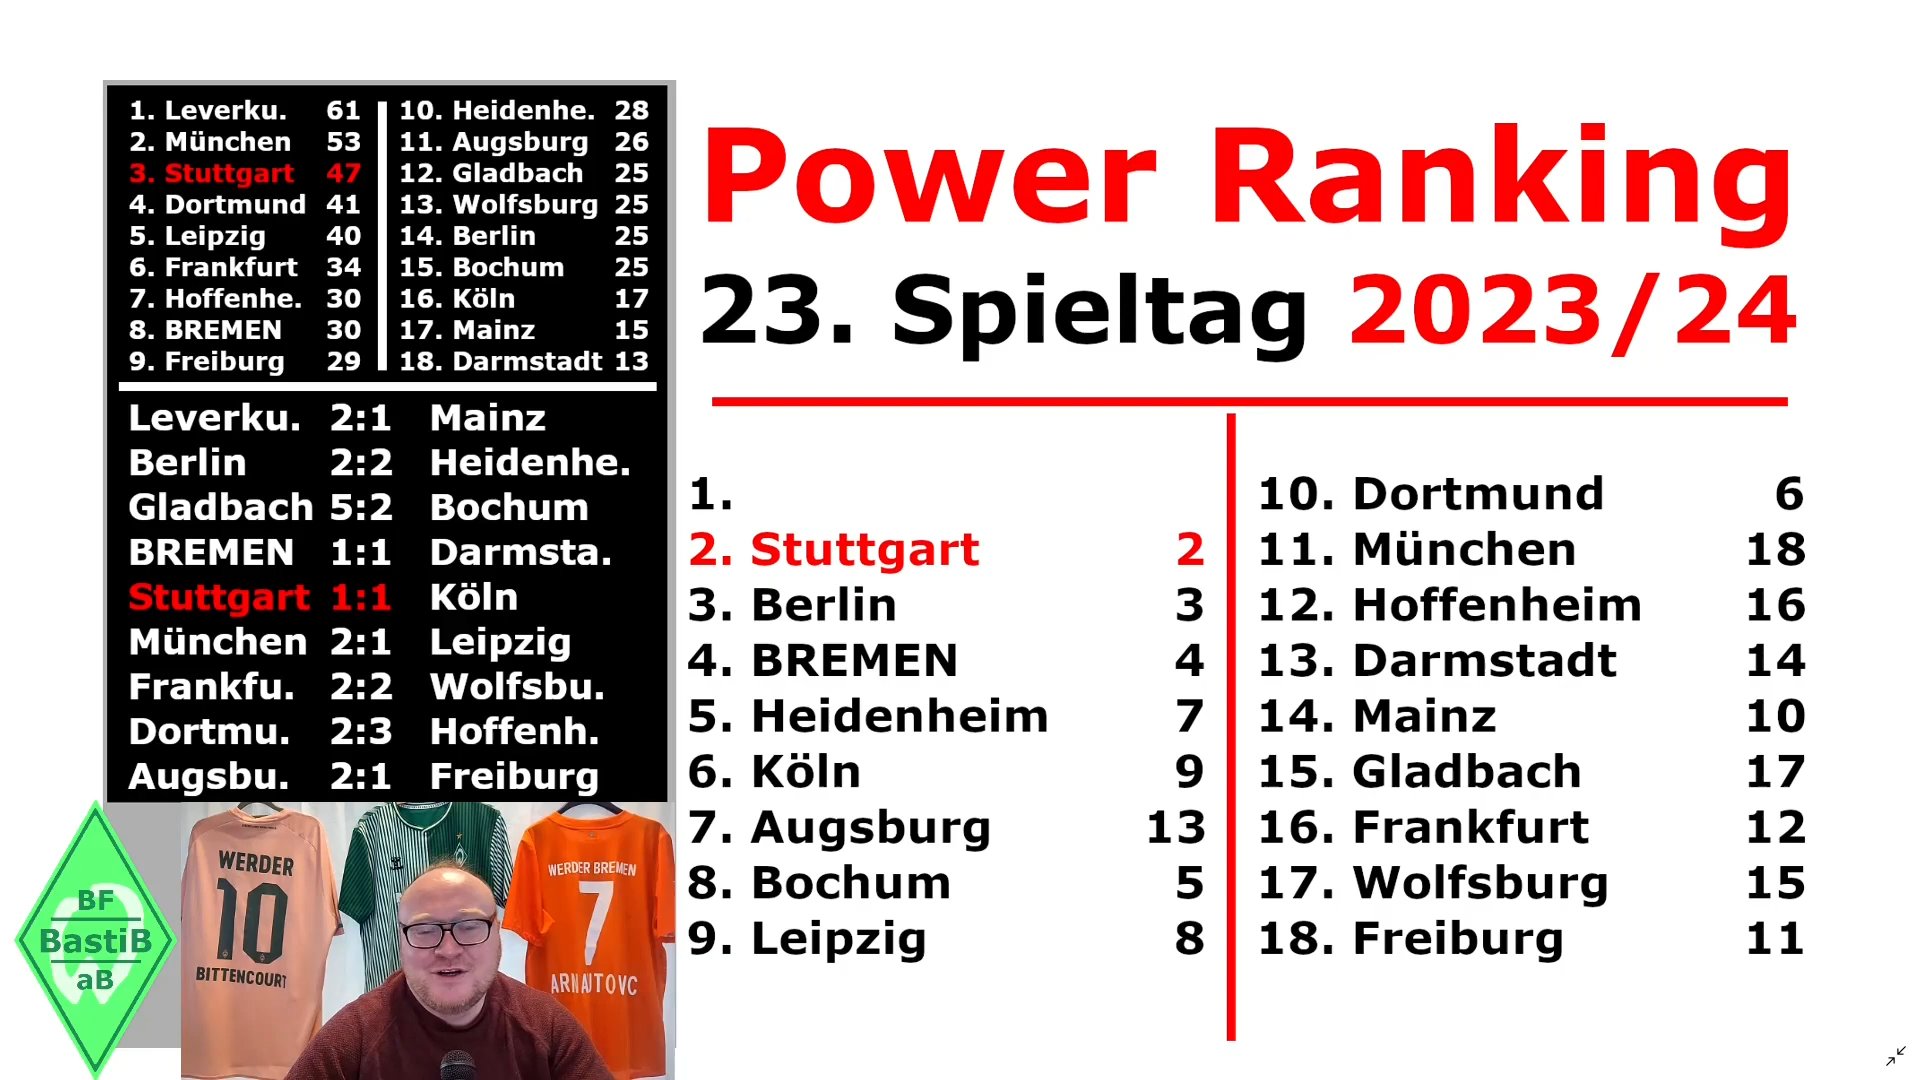 1. Leverku. 61
2. München 53
3. Stuttgart 47
4. Dortmund 41
5. Leipzig 40
6. Frankfurt 34
7. Hoffenhe. 30
8. BREMEN 30
9. Freiburg 29
10. Heidenhe. 28
11. Augsburg 26
12. Gladbach 25
13. Wolfsburg 25
14. Berlin 25
15. Bochum 25
16. Köln 17
17. Mainz 15
18. Darmstadt 13
Leverku. 2:1 Mainz
Berlin 2:2 Heidenhe.
Gladbach 5:2 Bochum
BREMEN 1:1 Darmsta.
Stuttgart 1:1 Köln
München 2:1 Leipzig
Frankfu. 2:2 Wolfsbu.
Dortmu. 2:3 Hoffenh.
Augsbu. 2:1 Freiburg
Power Ranking
23. Spieltag 2023/24
1.
2. Stuttgart 2
3. Berlin 3
4. BREMEN 4
5. Heidenheim 7
6. Köln 9
7. Augsburg 13
8. Bochum 5
9. Leipzig 8
10. Dortmund 6
11. München 18
12. Hoffenheim 16
13. Darmstadt 14
14. Mainz 10
15. Gladbach 17
16. Frankfurt 12
17. Wolfsburg 15
18. Freiburg 11
BF
BastiB
aB
WERDER
10
BITTENCOURT
WERDER BREMEN
7
ARNAUTOVC